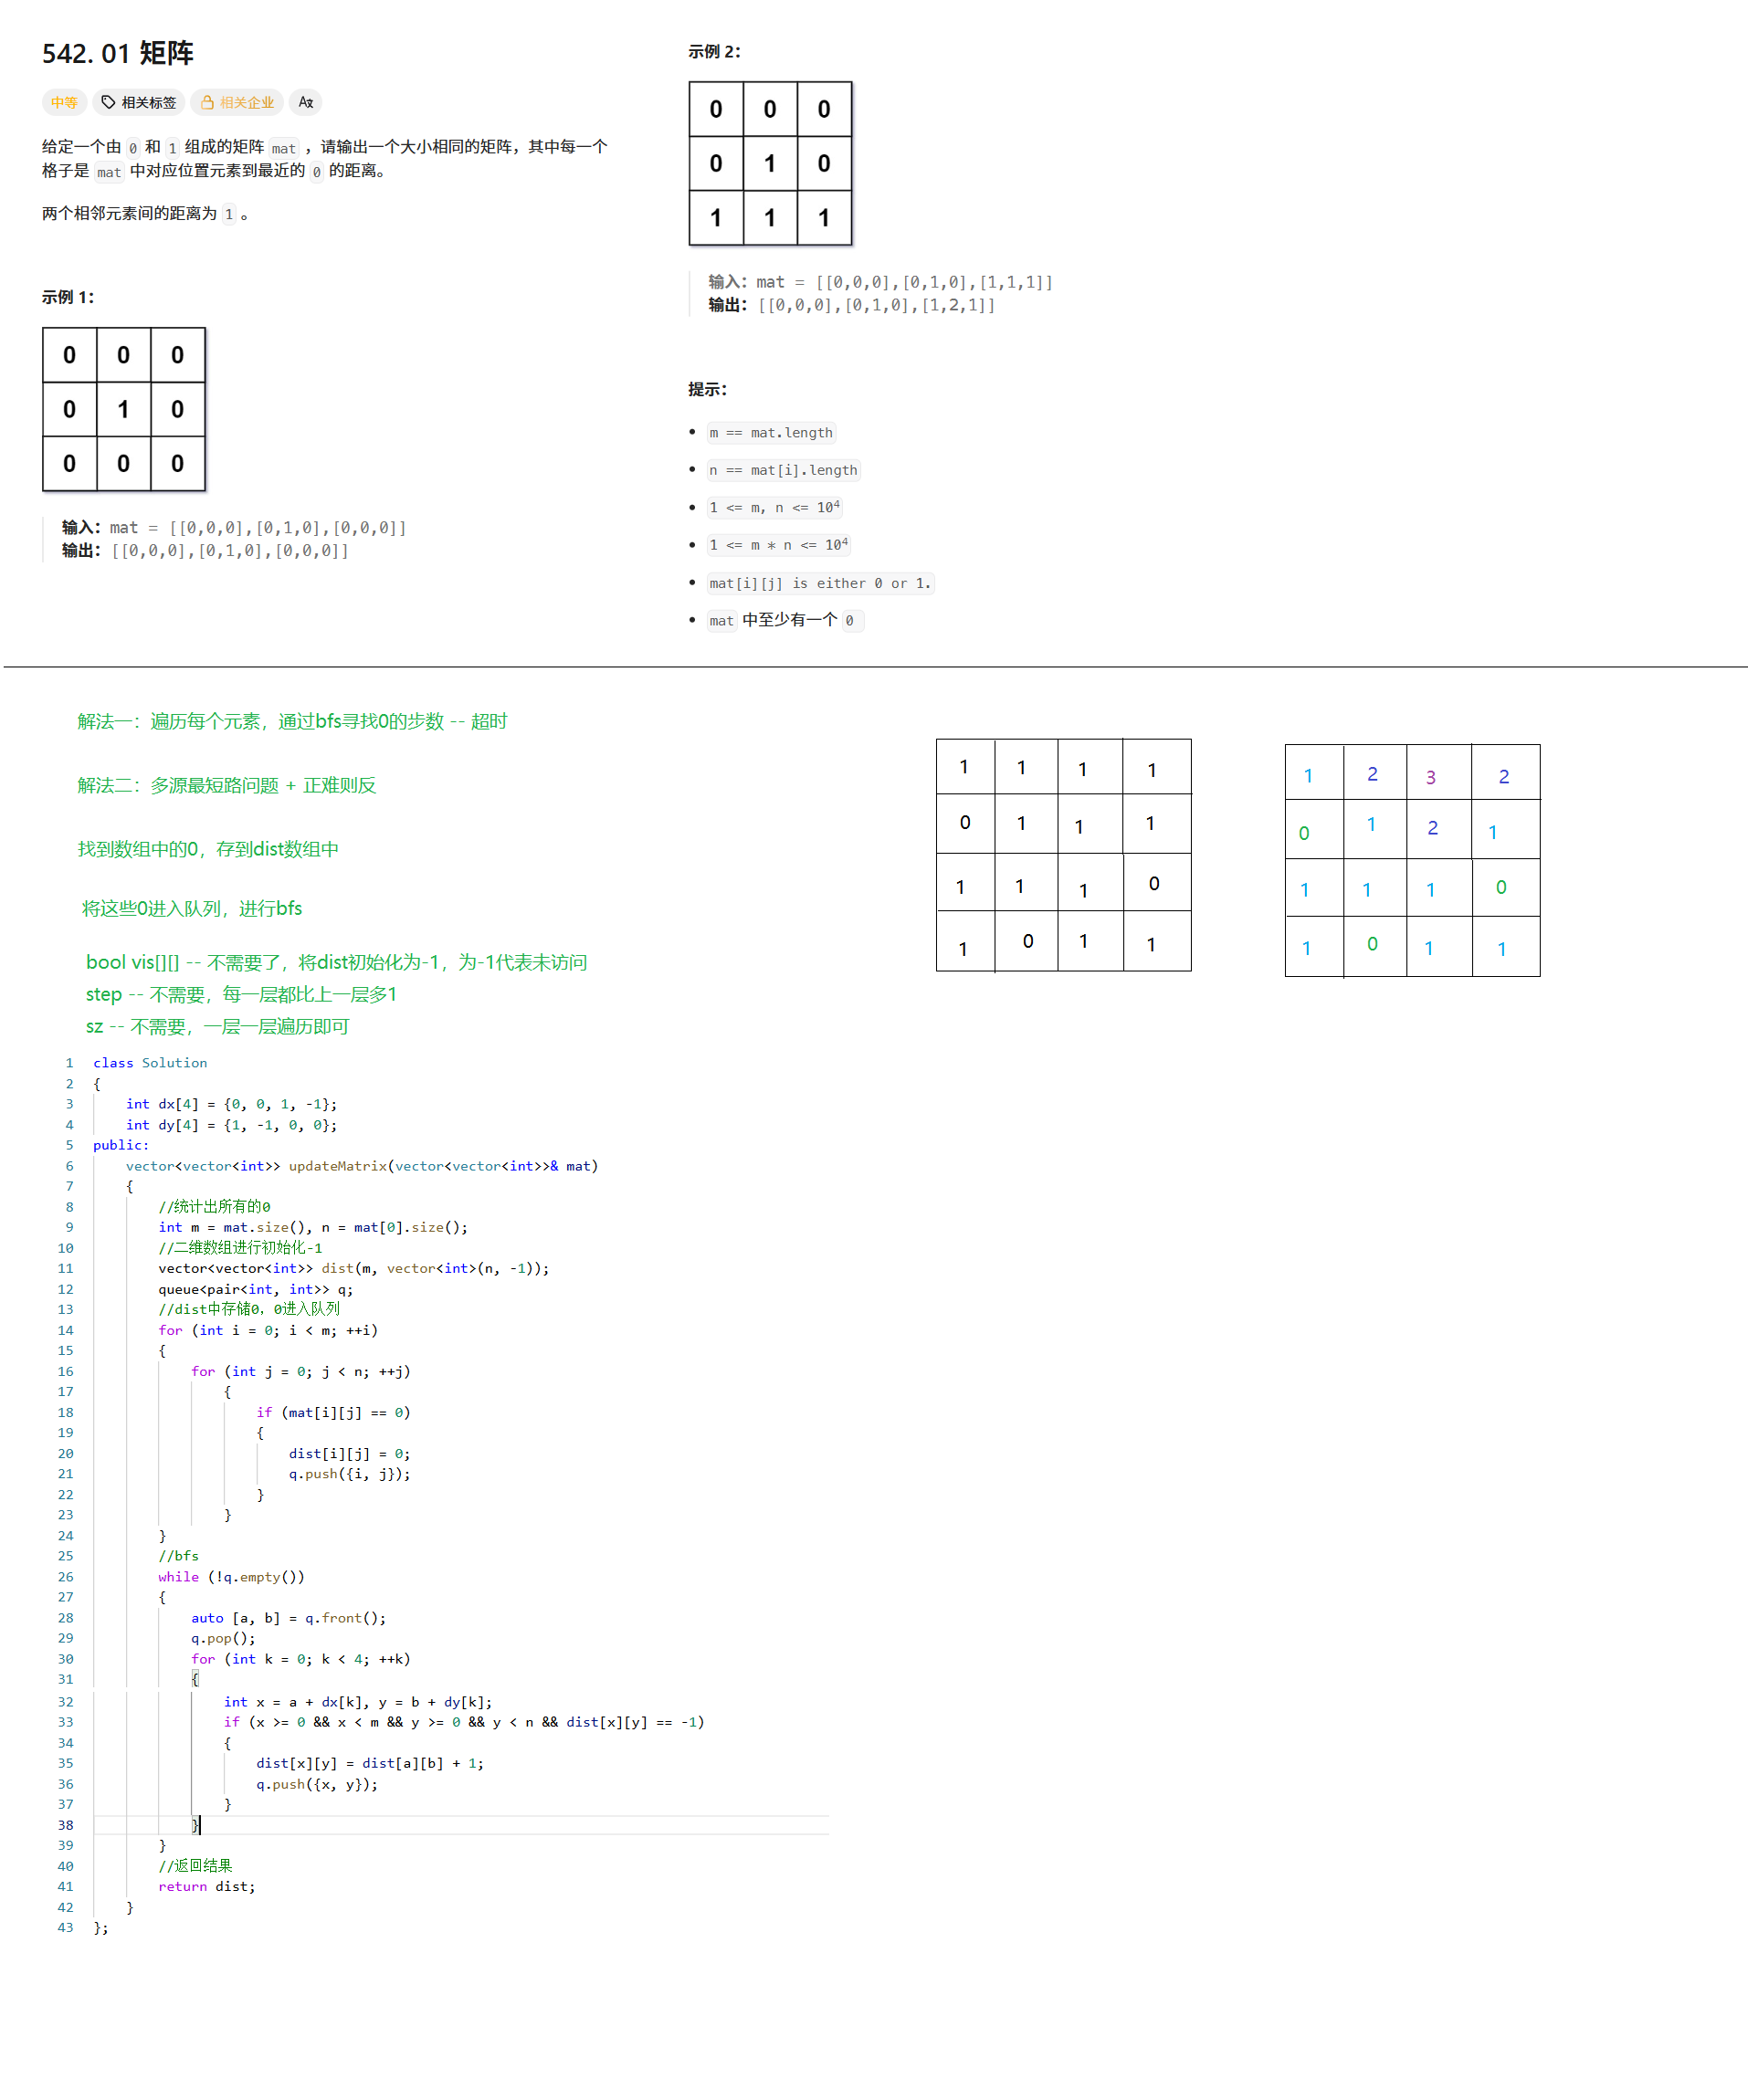 542. 01 矩阵
中等 相关标签 相关企业
给定一个由 0 和 1 组成的矩阵 mat ，请输出一个大小相同的矩阵，其中每一个
格子是 mat 中对应位置元素到最近的 0 的距离。
两个相邻元素间的距离为 1 。
示例 1：
0 0 0
0 1 0
0 0 0
输入：mat = [[0,0,0],[0,1,0],[0,0,0]]
输出：[[0,0,0],[0,1,0],[0,0,0]]
示例 2：
0 0 0
0 1 0
1 1 1
输入：mat = [[0,0,0],[0,1,0],[1,1,1]]
输出：[[0,0,0],[0,1,0],[1,2,1]]
提示：
m == mat.length
n == mat[i].length
1 <= m, n <= 10⁴
1 <= m * n <= 10⁴
mat[i][j] is either 0 or 1.
mat 中至少有一个 0
解法一：遍历每个元素，通过bfs寻找0的步数 -- 超时
解法二：多源最短路问题 + 正难则反
找到数组中的0，存到dist数组中
将这些0进入队列，进行bfs
bool vis[][] -- 不需要了，将dist初始化为-1，为-1代表未访问
step -- 不需要，每一层都比上一层多1
sz -- 不需要，一层一层遍历即可
1 1 1 1
0 1 1 1
1 1 1 0
1 0 1 1
1 2 3 2
0 1 2 1
1 1 1 0
1 0 1 1
1 class Solution
2 {
3     int dx[4] = {0, 0, 1, -1};
4     int dy[4] = {1, -1, 0, 0};
5 public:
6     vector<vector<int>> updateMatrix(vector<vector<int>>& mat)
7     {
8         //统计出所有的0
9         int m = mat.size(), n = mat[0].size();
10         //二维数组进行初始化-1
11         vector<vector<int>> dist(m, vector<int>(n, -1));
12         queue<pair<int, int>> q;
13         //dist中存储0，0进入队列
14         for (int i = 0; i < m; ++i)
15         {
16             for (int j = 0; j < n; ++j)
17                 {
18                     if (mat[i][j] == 0)
19                     {
20                         dist[i][j] = 0;
21                         q.push({i, j});
22                     }
23                 }
24         }
25         //bfs
26         while (!q.empty())
27         {
28             auto [a, b] = q.front();
29             q.pop();
30             for (int k = 0; k < 4; ++k)
31             {
32                 int x = a + dx[k], y = b + dy[k];
33                 if (x >= 0 && x < m && y >= 0 && y < n && dist[x][y] == -1)
34                 {
35                     dist[x][y] = dist[a][b] + 1;
36                     q.push({x, y});
37                 }
38             }
39         }
40         //返回结果
41         return dist;
42     }
43 };